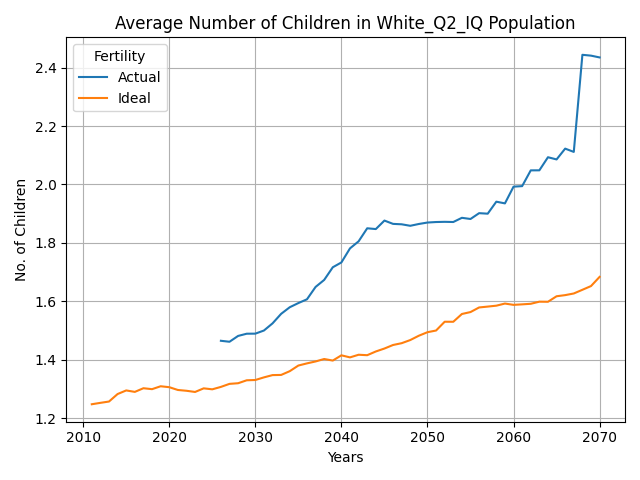 Average Number of Children in White_Q2_IQ Population
Fertility
Actual
Ideal
No. of Children
2.4
2.2
2.0
1.8
1.6
1.4
1.2
2010 2020 2030 2040 2050 2060 2070
Years